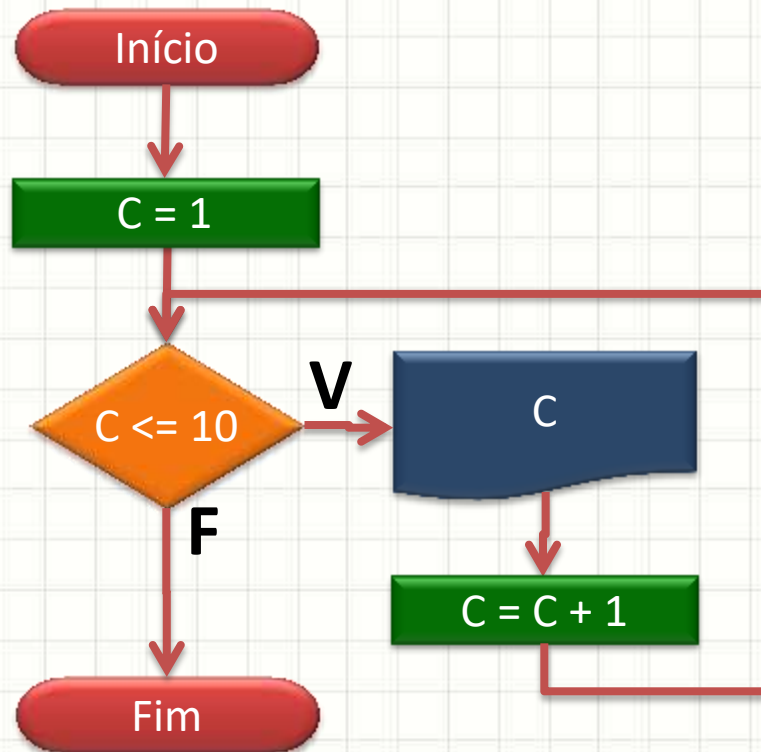 Início
C = 1
C <= 10
V
C
F
C = C + 1
Fim